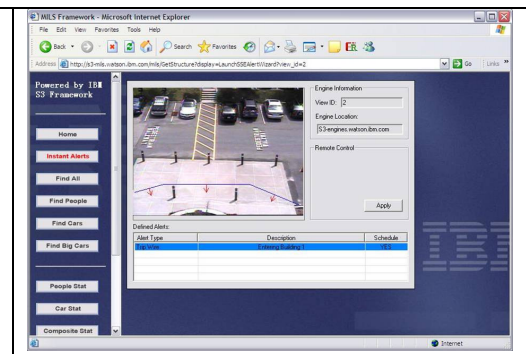 MILS Framework - Microsoft Internet Explorer
File Edit View Favorites Tools Help
Back Search Favorites
Address http://s3-mils.watson.ibm.com/mils/GetStructure?display=LaunchSSEAlertWizard?view_id=2 Go Links »
Powered by IBM
S3 Framework
Home
Instant Alerts
Find All
Find People
Find Cars
Find Big Cars
People Stat
Car Stat
Composite Stat
Engine Information
View ID: 2
Engine Location:
S3-engines.watson.ibm.com
Remote Control
Apply
Defined Alerts:
Alert Type Description Schedule
Trip Wire Entering Building 1 YES
IBM
Internet